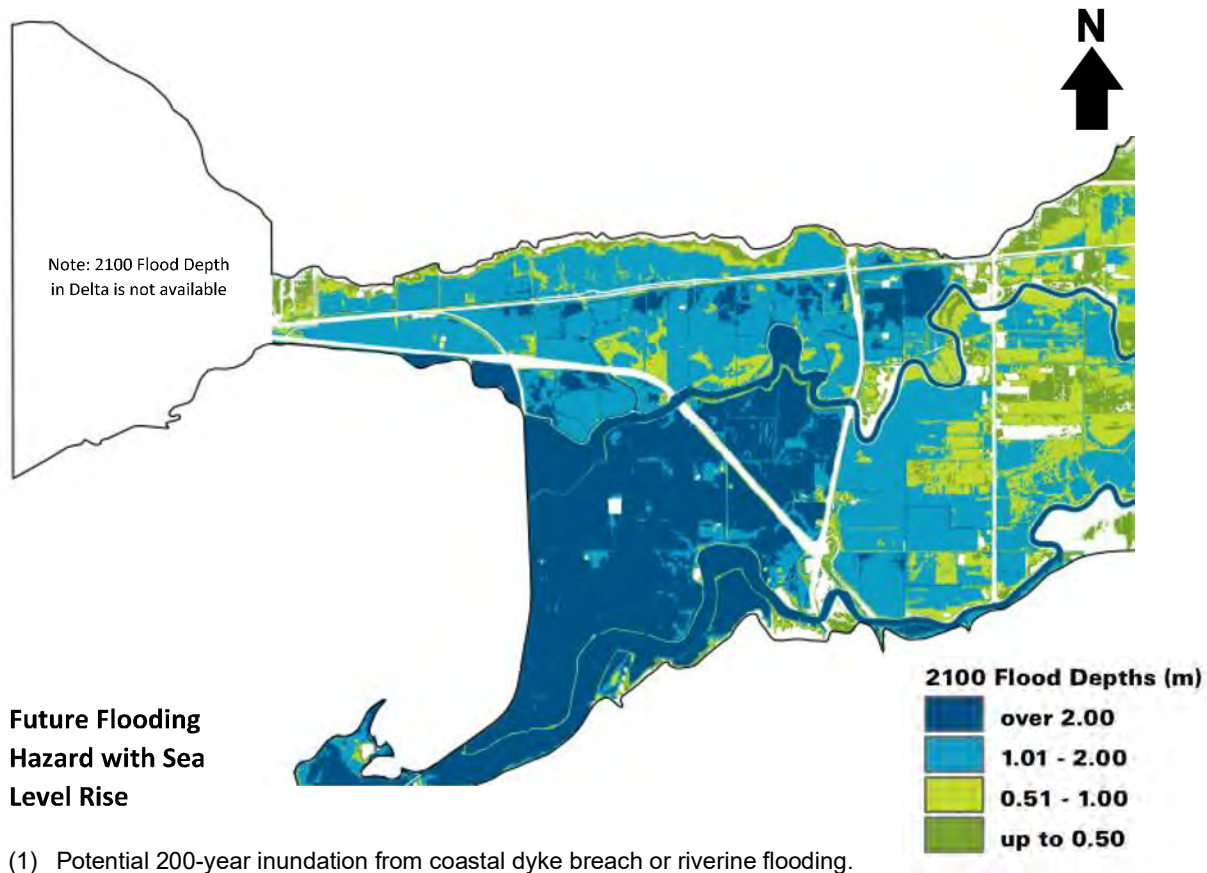 N
Note: 2100 Flood Depth
in Delta is not available
2100 Flood Depths (m)
over 2.00
1.01 - 2.00
0.51 - 1.00
up to 0.50
Future Flooding
Hazard with Sea
Level Rise
(1) Potential 200-year inundation from coastal dyke breach or riverine flooding.